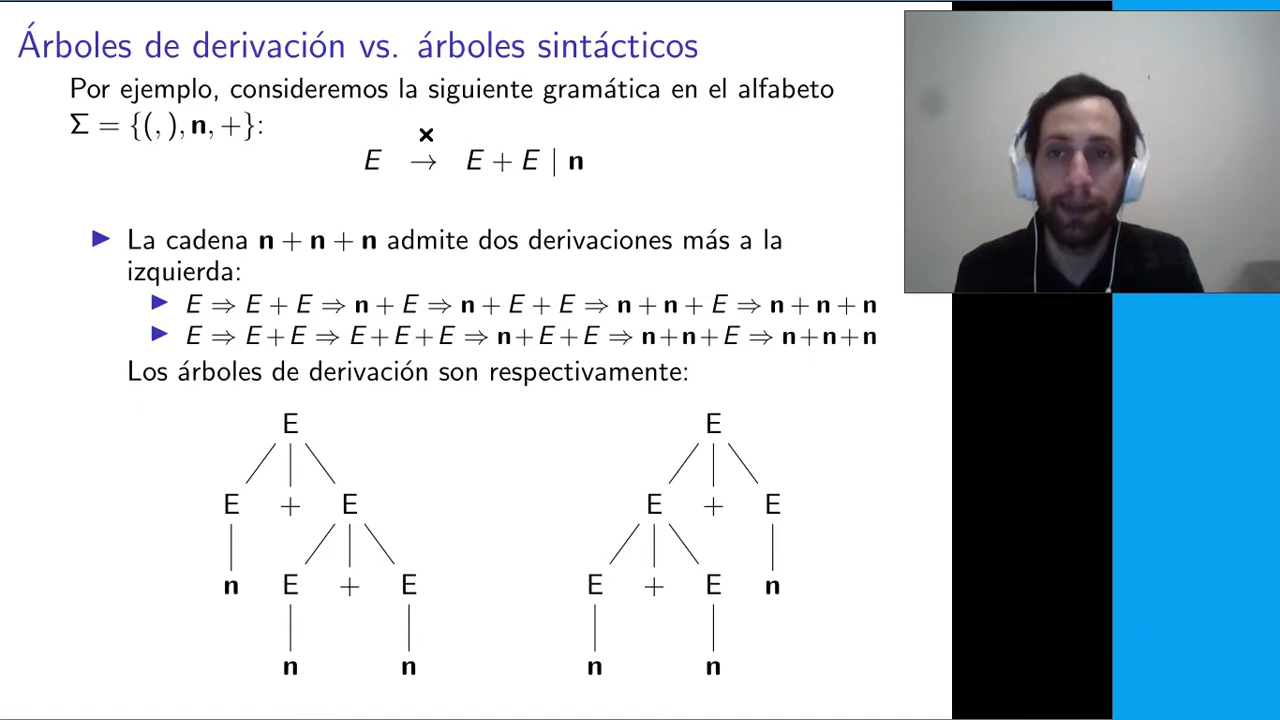 Árboles de derivación vs. árboles sintácticos
Por ejemplo, consideremos la siguiente gramática en el alfabeto
Σ = {(, ), n, +}:
E → E + E | n
▶ La cadena n + n + n admite dos derivaciones más a la
izquierda:
▶ E ⇒ E + E ⇒ n + E ⇒ n + E + E ⇒ n + n + E ⇒ n + n + n
▶ E ⇒ E + E ⇒ E + E + E ⇒ n + E + E ⇒ n + n + E ⇒ n + n + n
Los árboles de derivación son respectivamente:
E E
E + E E + E
n E + E E + E n
n n n n